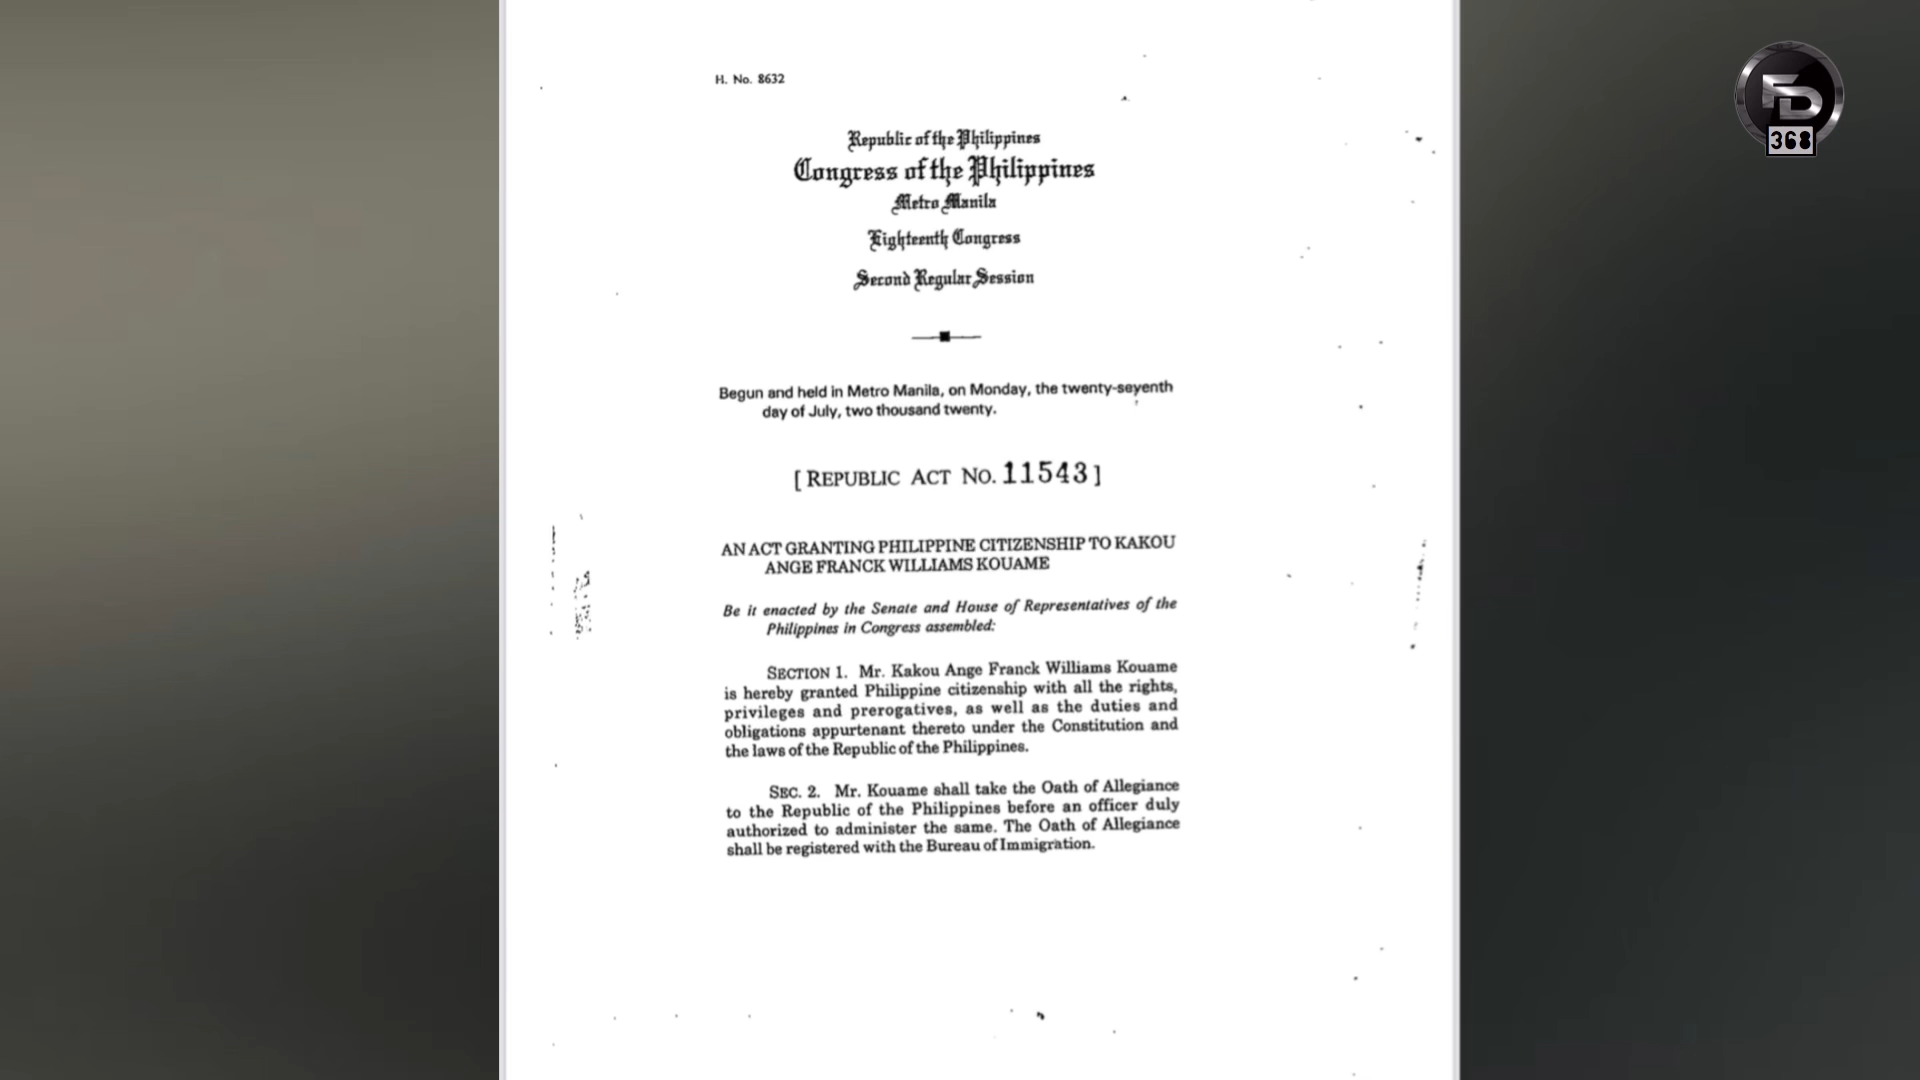 H. No. 8632
Republic of the Philippines
Congress of the Philippines
Metro Manila
Eighteenth Congress
Second Regular Session
Begun and held in Metro Manila, on Monday, the twenty-seventh
day of July, two thousand twenty.
[ REPUBLIC ACT NO. 11543 ]
AN ACT GRANTING PHILIPPINE CITIZENSHIP TO KAKOU
ANGE FRANCK WILLIAMS KOUAME
Be it enacted by the Senate and House of Representatives of the
Philippines in Congress assembled:
SECTION 1. Mr. Kakou Ange Franck Williams Kouame
is hereby granted Philippine citizenship with all the rights,
privileges and prerogatives, as well as the duties and
obligations appurtenant thereto under the Constitution and
the laws of the Republic of the Philippines.
SEC. 2. Mr. Kouame shall take the Oath of Allegiance
to the Republic of the Philippines before an officer duly
authorized to administer the same. The Oath of Allegiance
shall be registered with the Bureau of Immigration.
FD
368